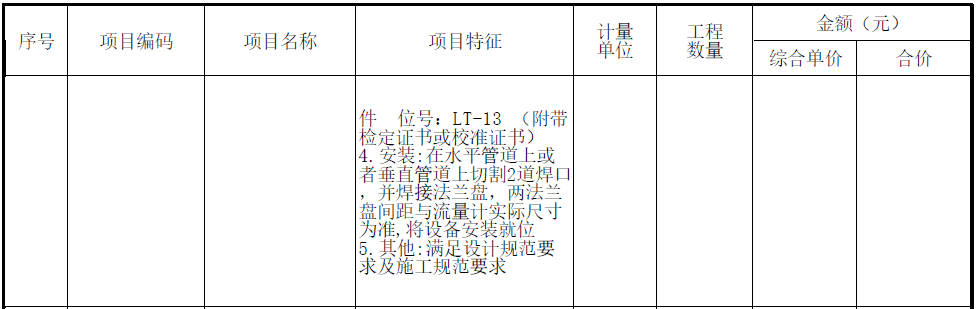 序号 项目编码 项目名称 项目特征 计量单位 工程数量 金额（元）
综合单价 合价
件  位号：LT-13 （附带
检定证书或校准证书）
4.安装:在水平管道上或
者垂直管道上切割2道焊口
，并焊接法兰盘，两法兰
盘间距与流量计实际尺寸
为准,将设备安装就位
5.其他:满足设计规范要
求及施工规范要求